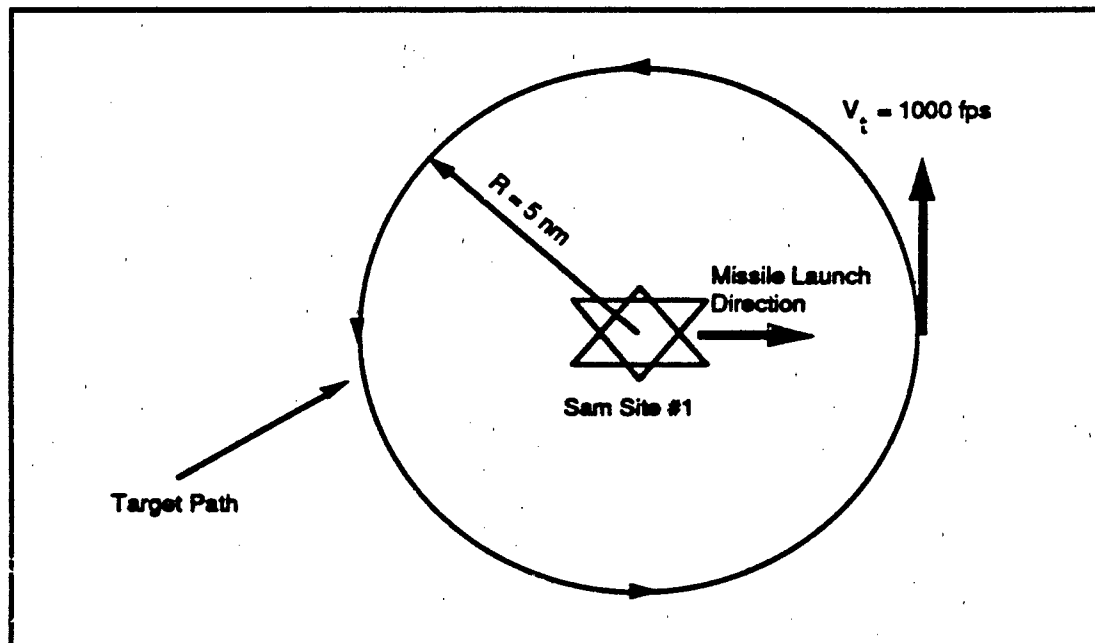 V_t = 1000 fps
R = 5 nm
Missile Launch
Direction
Sam Site #1
Target Path